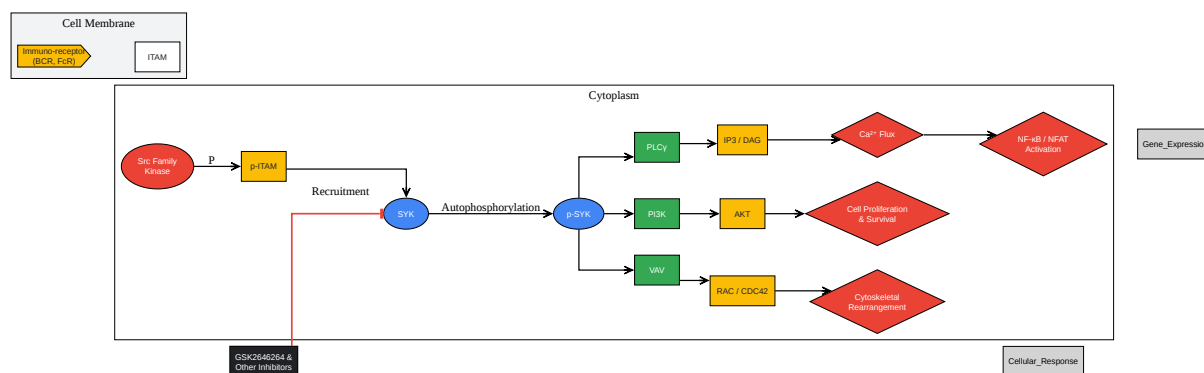 Cell Membrane
Immuno-receptor
(BCR, FcR)
ITAM
Cytoplasm
Src Family
Kinase
P
p-ITAM
Recruitment
SYK
Autophosphorylation
p-SYK
PLCγ
IP3 / DAG
Ca²⁺ Flux
NF-κB / NFAT
Activation
Gene_Expression
PI3K
AKT
Cell Proliferation
& Survival
VAV
RAC / CDC42
Cytoskeletal
Rearrangement
GSK2646264 &
Other Inhibitors
Cellular_Response